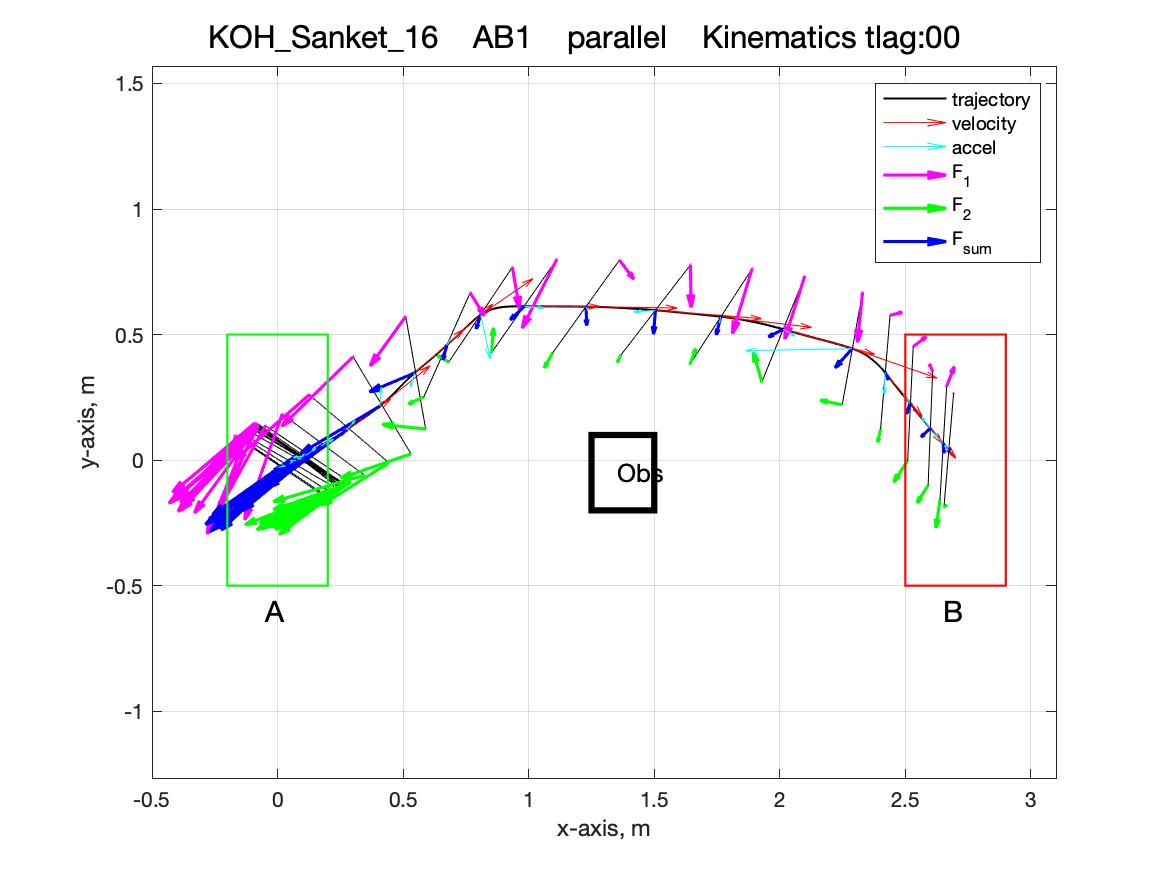 KOH_Sanket_16 AB1 parallel Kinematics tlag:00
trajectory
velocity
accel
F1
F2
Fsum
1.5
1
0.5
0
-0.5
-1
y-axis, m
Obs
A
B
-0.5 0 0.5 1 1.5 2 2.5 3
x-axis, m